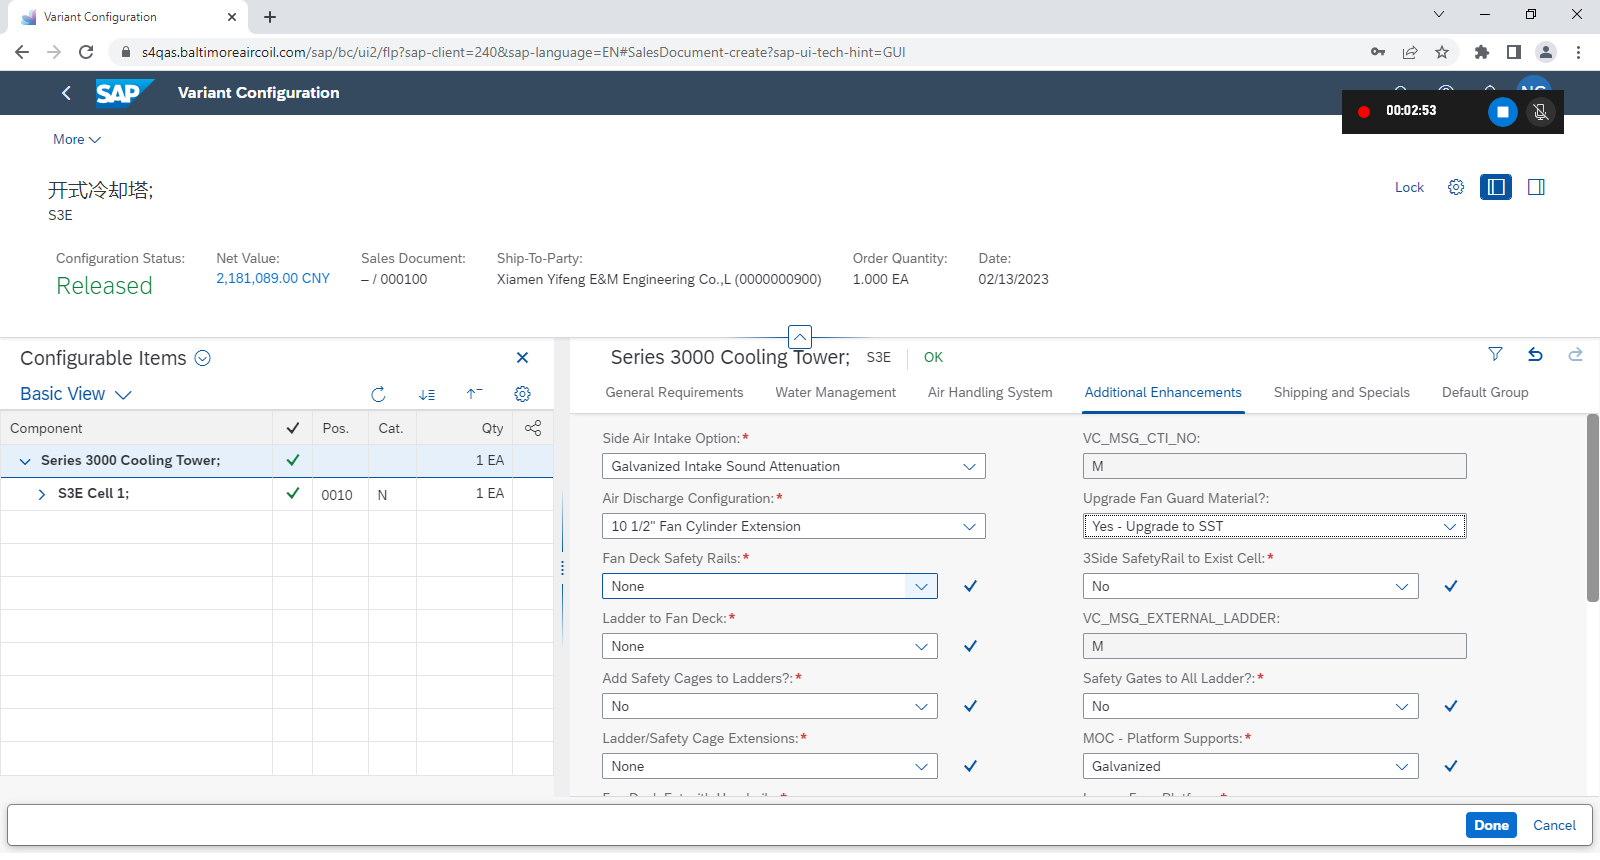 Variant Configuration
s4qas.baltimoreaircoil.com/sap/bc/ui2/flp?sap-client=240&sap-language=EN#SalesDocument-create?sap-ui-tech-hint=GUI
SAP Variant Configuration
00:02:53
More
开式冷却塔;
S3E
Lock
Configuration Status: Net Value: Sales Document: Ship-To-Party: Order Quantity: Date:
Released 2,181,089.00 CNY – / 000100 Xiamen Yifeng E&M Engineering Co.,L (0000000900) 1.000 EA 02/13/2023
Configurable Items
Basic View
Component Pos. Cat. Qty
Series 3000 Cooling Tower; 1 EA
S3E Cell 1; 0010 N 1 EA
Series 3000 Cooling Tower; S3E OK
General Requirements Water Management Air Handling System Additional Enhancements Shipping and Specials Default Group
Side Air Intake Option:* VC_MSG_CTI_NO:
Galvanized Intake Sound Attenuation M
Air Discharge Configuration:* Upgrade Fan Guard Material?:
10 1/2" Fan Cylinder Extension Yes - Upgrade to SST
Fan Deck Safety Rails:* 3Side SafetyRail to Exist Cell:*
None No
Ladder to Fan Deck:* VC_MSG_EXTERNAL_LADDER:
None M
Add Safety Cages to Ladders?:* Safety Gates to All Ladder?:*
No No
Ladder/Safety Cage Extensions:* MOC - Platform Supports:*
None Galvanized
Done Cancel